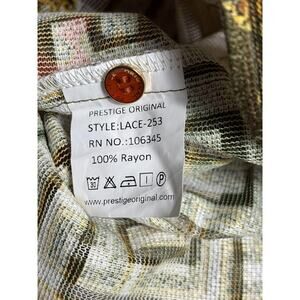 PRESTIGE ORIGINAL
STYLE:LACE-253
RN NO.:106345
100% Rayon
www.prestigeoriginal.com